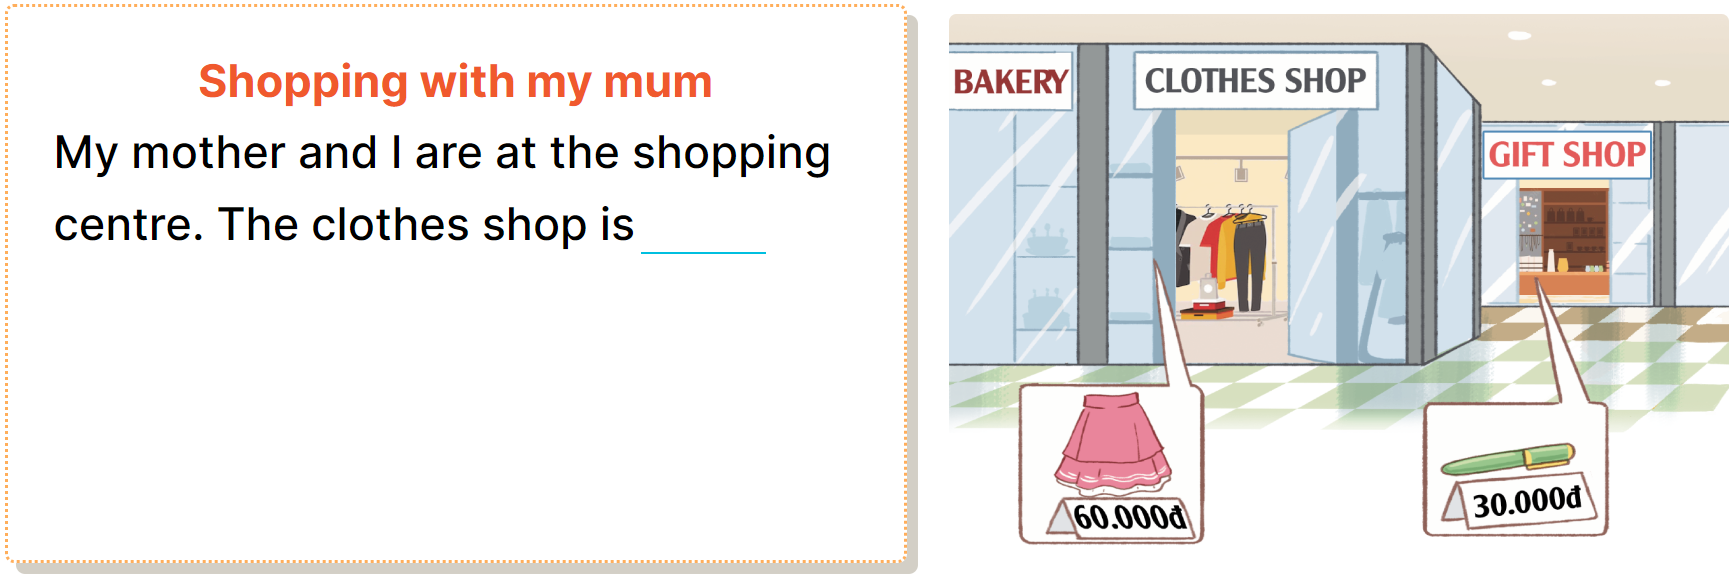 Shopping with my mum
My mother and I are at the shopping
centre. The clothes shop is
BAKERY
CLOTHES SHOP
GIFT SHOP
60.000đ
30.000đ